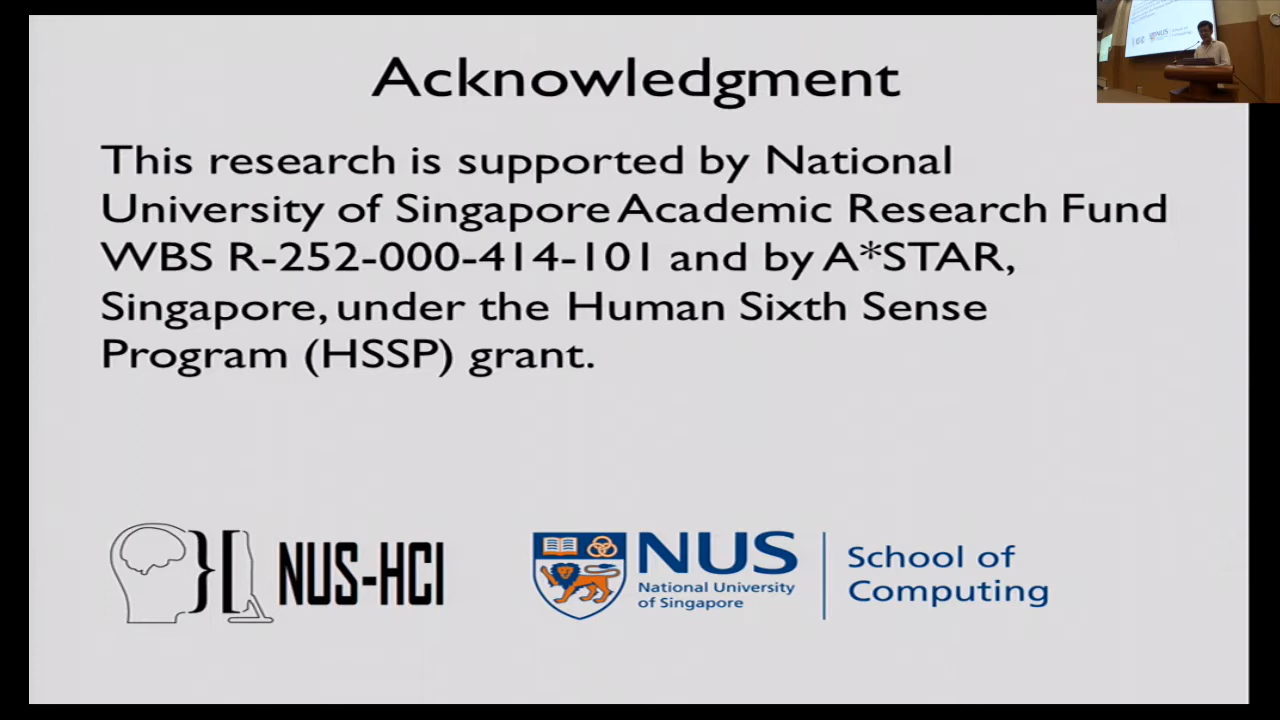 Acknowledgment
This research is supported by National
University of Singapore Academic Research Fund
WBS R-252-000-414-101 and by A*STAR,
Singapore, under the Human Sixth Sense
Program (HSSP) grant.
NUS-HCI
NUS
National University
of Singapore
School of
Computing
NUS